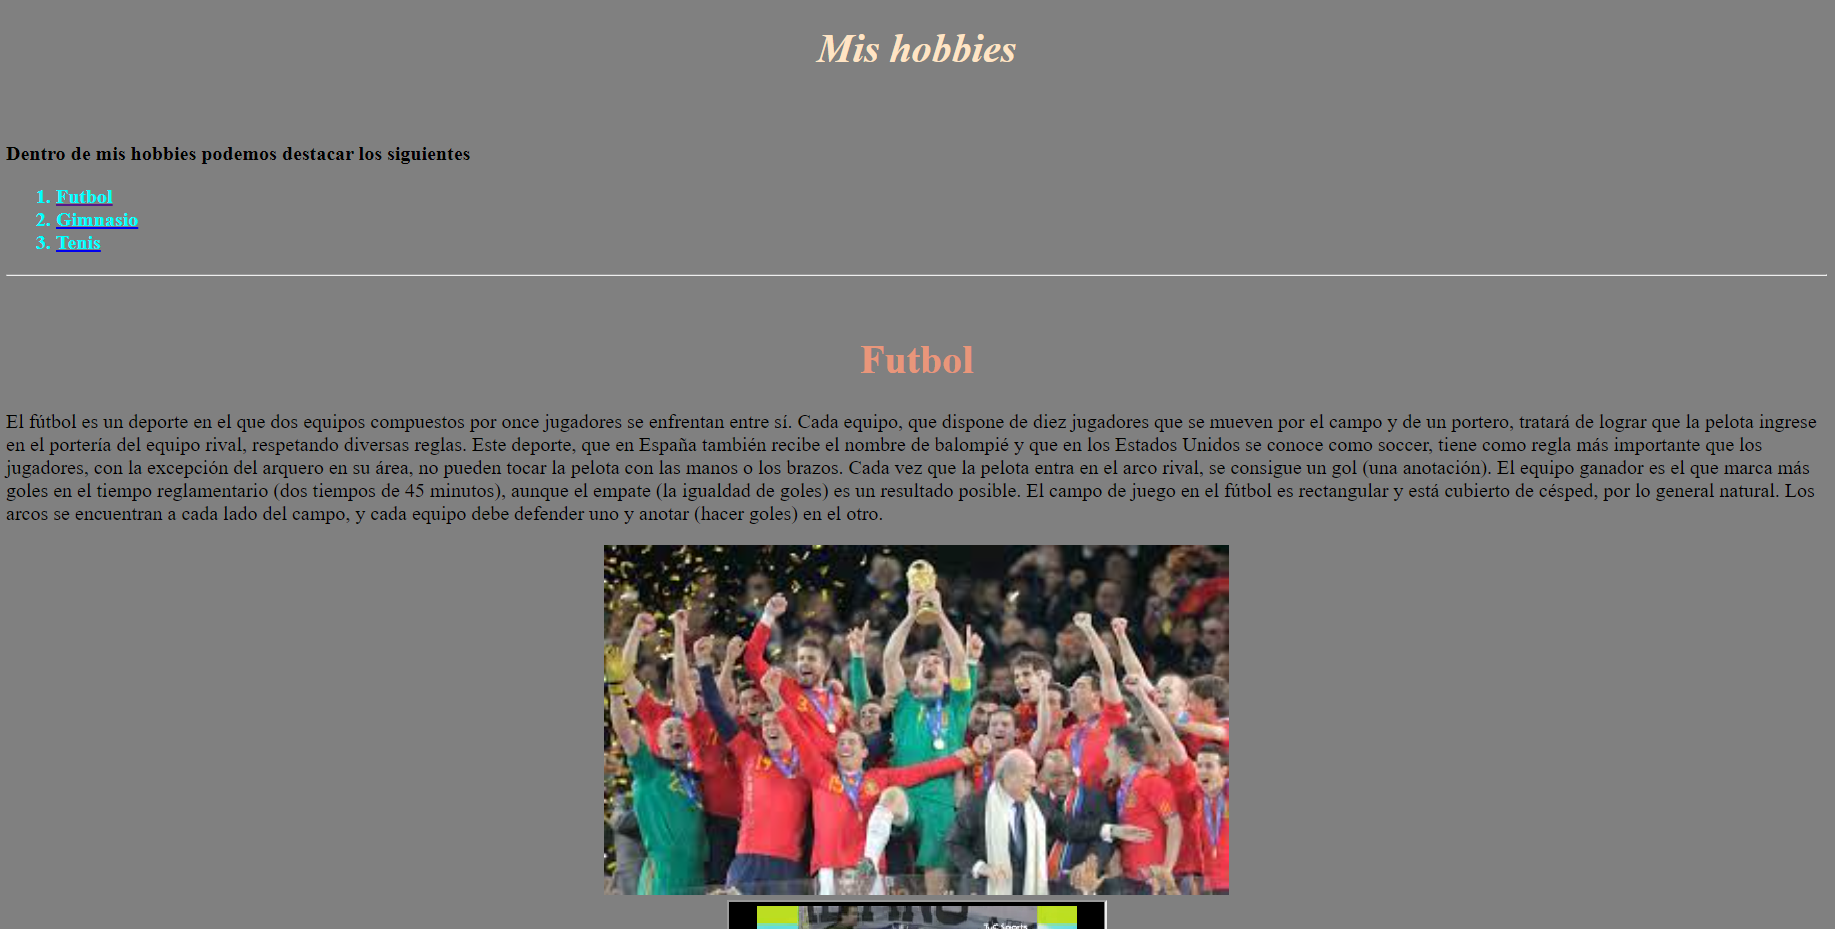 Mis hobbies
Dentro de mis hobbies podemos destacar los siguientes
1. Futbol
2. Gimnasio
3. Tenis
Futbol
El fútbol es un deporte en el que dos equipos compuestos por once jugadores se enfrentan entre sí. Cada equipo, que dispone de diez jugadores que se mueven por el campo y de un portero, tratará de lograr que la pelota ingrese
en el portería del equipo rival, respetando diversas reglas. Este deporte, que en España también recibe el nombre de balompié y que en los Estados Unidos se conoce como soccer, tiene como regla más importante que los
jugadores, con la excepción del arquero en su área, no pueden tocar la pelota con las manos o los brazos. Cada vez que la pelota entra en el arco rival, se consigue un gol (una anotación). El equipo ganador es el que marca más
goles en el tiempo reglamentario (dos tiempos de 45 minutos), aunque el empate (la igualdad de goles) es un resultado posible. El campo de juego en el fútbol es rectangular y está cubierto de césped, por lo general natural. Los
arcos se encuentran a cada lado del campo, y cada equipo debe defender uno y anotar (hacer goles) en el otro.
TyC Sports